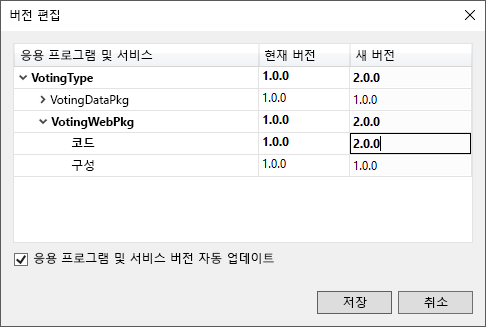 버전 편집
응용 프로그램 및 서비스 현재 버전 새 버전
VotingType 1.0.0 2.0.0
VotingDataPkg 1.0.0 1.0.0
VotingWebPkg 1.0.0 2.0.0
코드 1.0.0 2.0.0
구성 1.0.0 1.0.0
응용 프로그램 및 서비스 버전 자동 업데이트
저장 취소